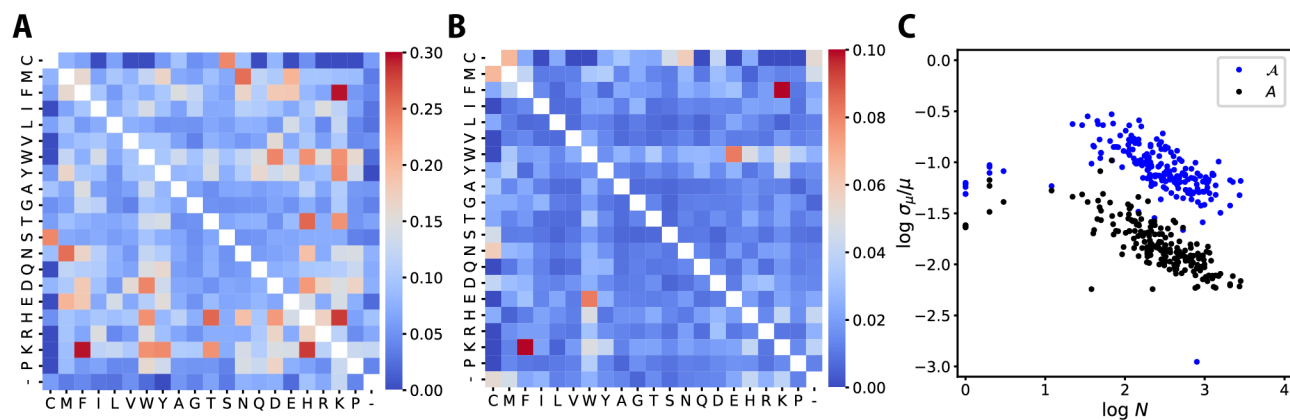 A
- P K R H E D Q N S T G A Y W V L I F M C
C M F I L V W Y A G T S N Q D E H R K P -
0.30
0.25
0.20
0.15
0.10
0.05
0.00
B
- P K R H E D Q N S T G A Y W V L I F M C
C M F I L V W Y A G T S N Q D E H R K P -
0.10
0.08
0.06
0.04
0.02
0.00
C
log σμ/μ
0.0
−0.5
−1.0
−1.5
−2.0
−2.5
−3.0
𝒜
A
0 1 2 3 4
log N